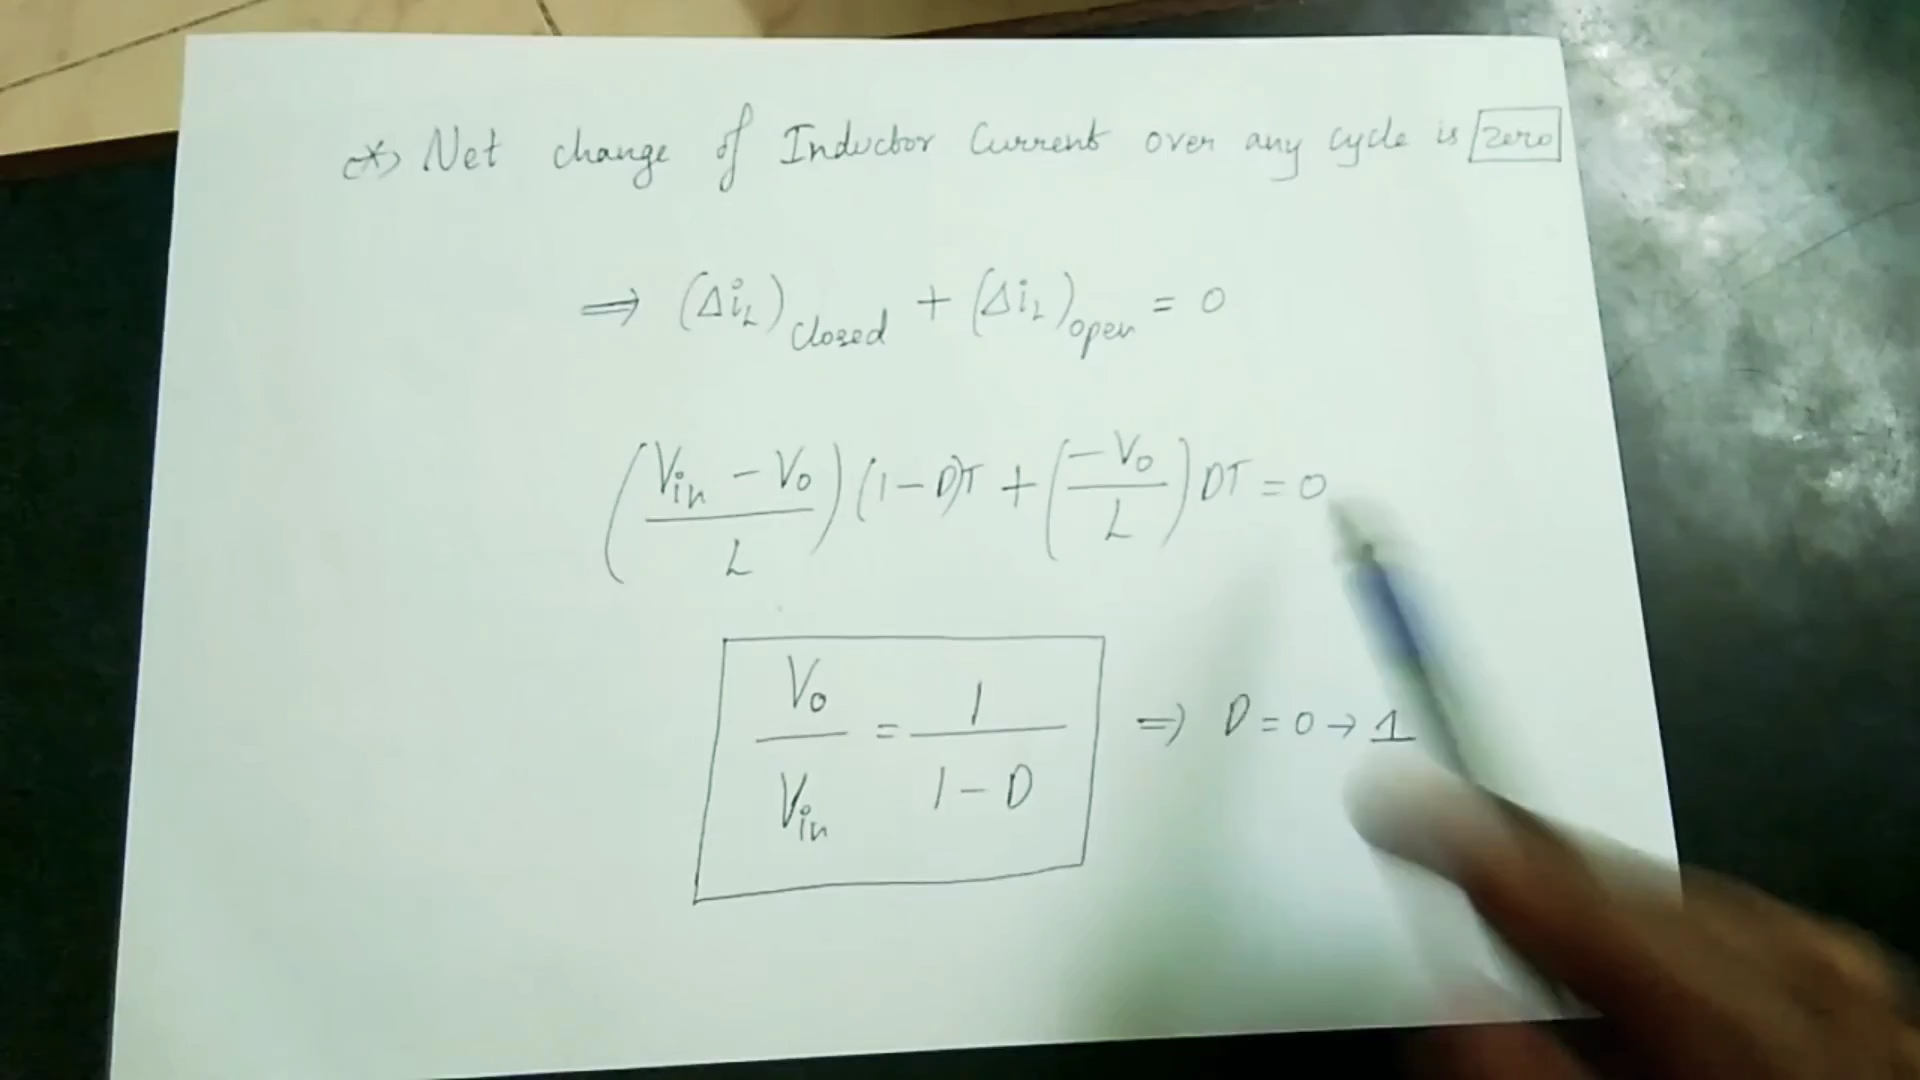 (*) Net change of Inductor Current over any cycle is zero
⇒ (Δi_L)_closed + (Δi_L)_open = 0
((V_in − V_o)/L)(1−D)T + (−V_o/L)DT = 0
V_o/V_in = 1/(1−D) ⇒ D = 0 → 1